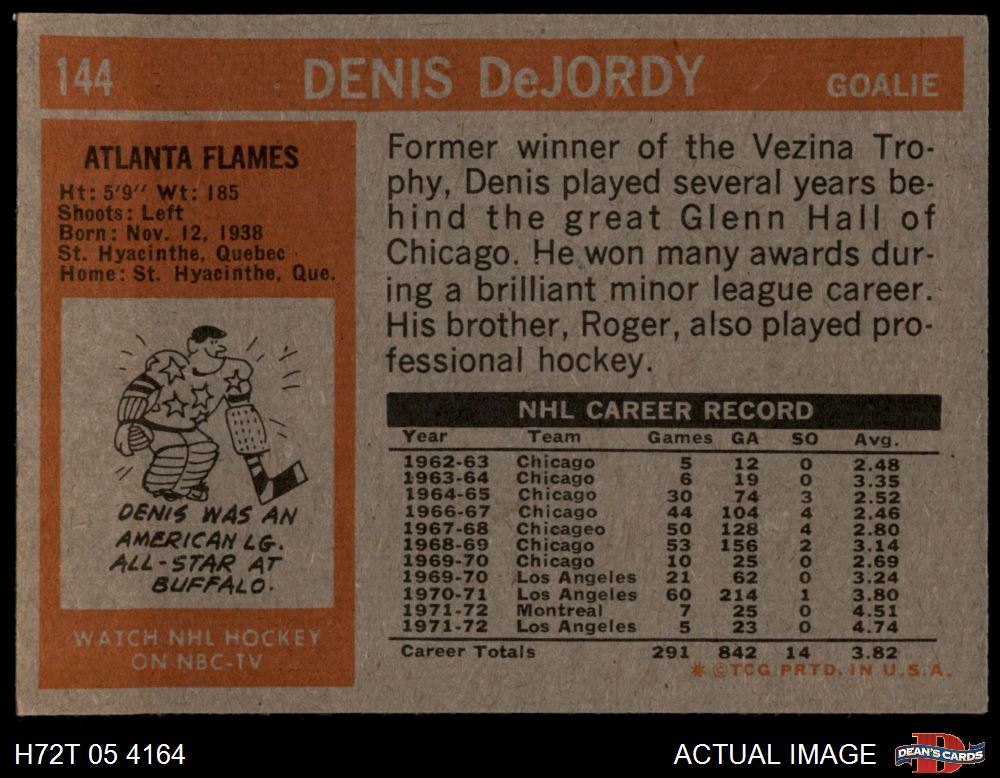 144 DENIS DeJORDY GOALIE
ATLANTA FLAMES
Ht: 5'9" Wt: 185
Shoots: Left
Born: Nov. 12, 1938
St. Hyacinthe, Quebec
Home: St. Hyacinthe, Que.
DENIS WAS AN
AMERICAN LG.
ALL-STAR AT
BUFFALO.
WATCH NHL HOCKEY
ON NBC-TV
Former winner of the Vezina Tro-
phy, Denis played several years be-
hind the great Glenn Hall of
Chicago. He won many awards dur-
ing a brilliant minor league career.
His brother, Roger, also played pro-
fessional hockey.
NHL CAREER RECORD
Year Team Games GA SO Avg.
1962-63 Chicago 5 12 0 2.48
1963-64 Chicago 6 19 0 3.35
1964-65 Chicago 30 74 3 2.52
1966-67 Chicago 44 104 4 2.46
1967-68 Chicageo 50 128 4 2.80
1968-69 Chicago 53 156 2 3.14
1969-70 Chicago 10 25 0 2.69
1969-70 Los Angeles 21 62 0 3.24
1970-71 Los Angeles 60 214 1 3.80
1971-72 Montreal 7 25 0 4.51
1971-72 Los Angeles 5 23 0 4.74
Career Totals 291 842 14 3.82
* © TCG PRTD. IN U.S.A.
H72T 05 4164 ACTUAL IMAGE DEAN'S CARDS